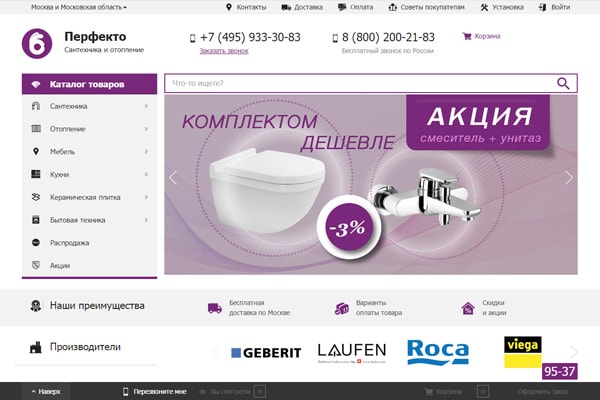 Москва и Московская область
Контакты
Доставка
Оплата
Советы покупателям
Установка
Войти
6
Перфекто
Сантехника и отопление
+7 (495) 933-30-83
Заказать звонок
8 (800) 200-21-83
Бесплатный звонок по России
Корзина
Каталог товаров
Что-то ищете?
Сантехника
Отопление
Мебель
Кухни
Керамическая плитка
Бытовая техника
Распродажа
Акции
КОМПЛЕКТОМ
ДЕШЕВЛЕ
АКЦИЯ
смеситель + унитаз
-3%
Наши преимущества
Бесплатная
доставка по Москве
Варианты
оплаты товара
Скидки
и акции
Производители
GEBERIT
LAUFEN
Roca
viega
95-37
Наверх
Перезвоните мне
Вы смотрели
0
Корзина
0
Оформить заказ